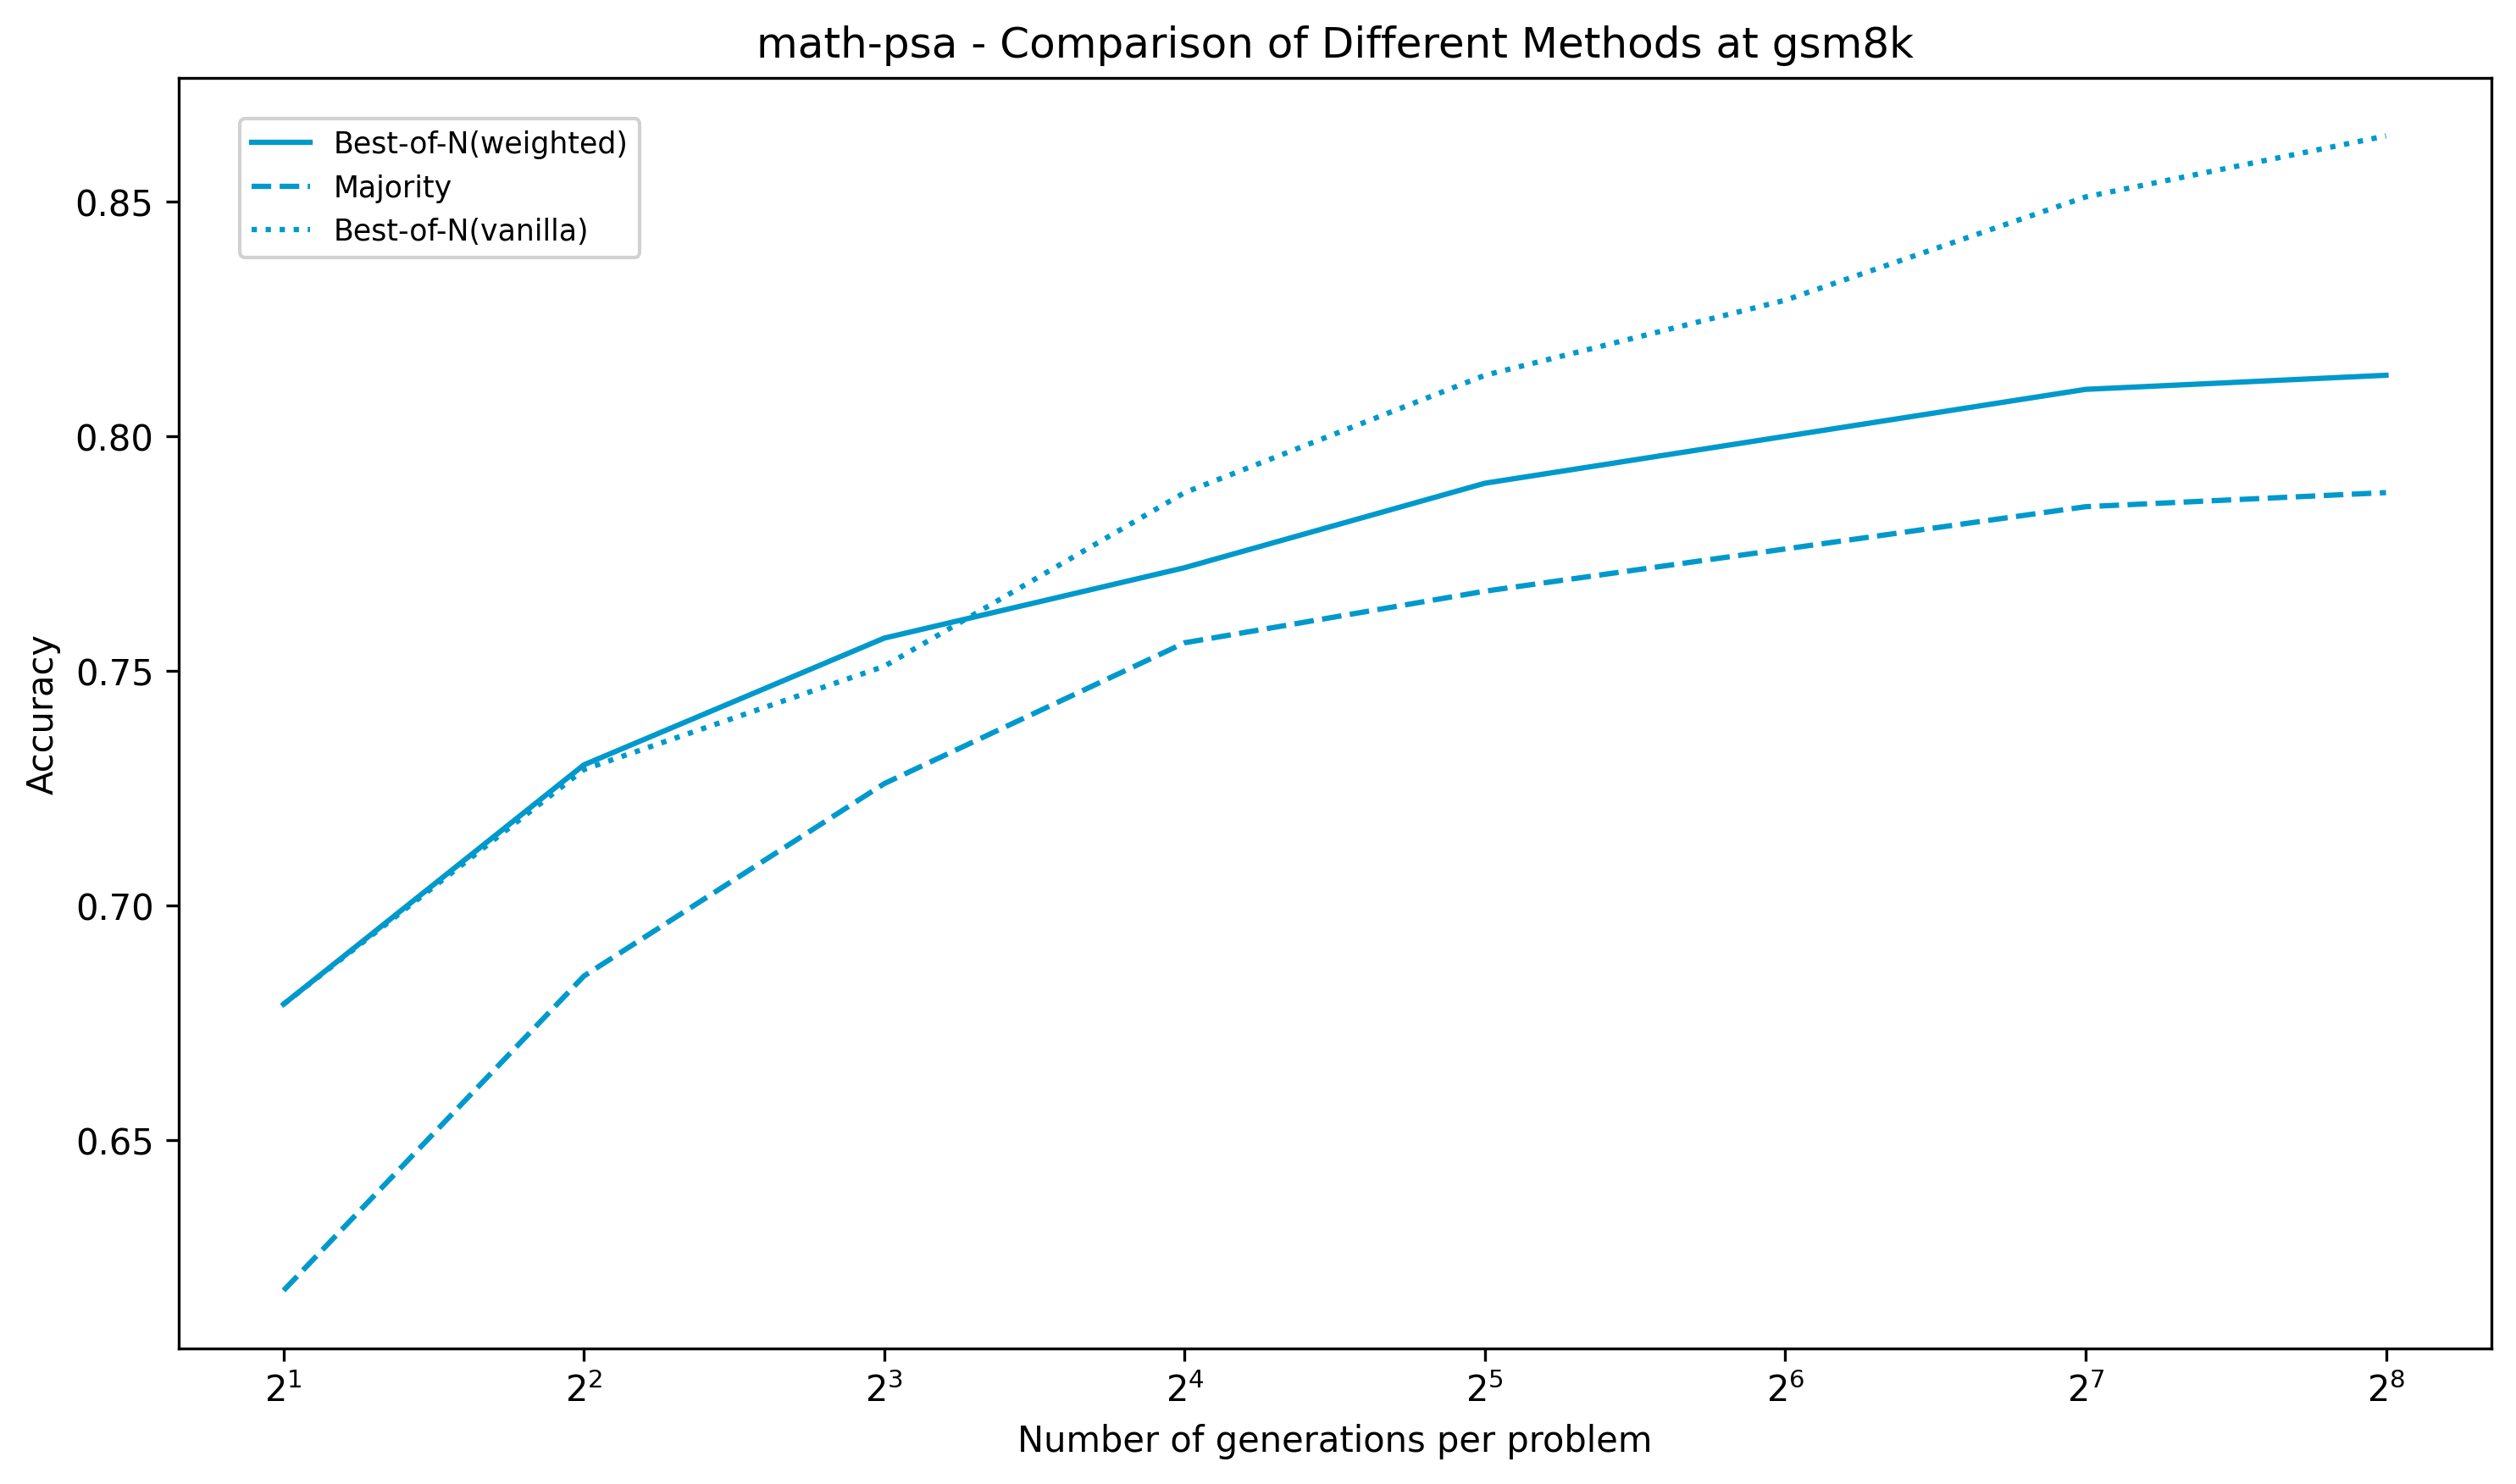 math-psa - Comparison of Different Methods at gsm8k
Best-of-N(weighted)
Majority
Best-of-N(vanilla)
Accuracy
0.85
0.80
0.75
0.70
0.65
2¹ 2² 2³ 2⁴ 2⁵ 2⁶ 2⁷ 2⁸
Number of generations per problem